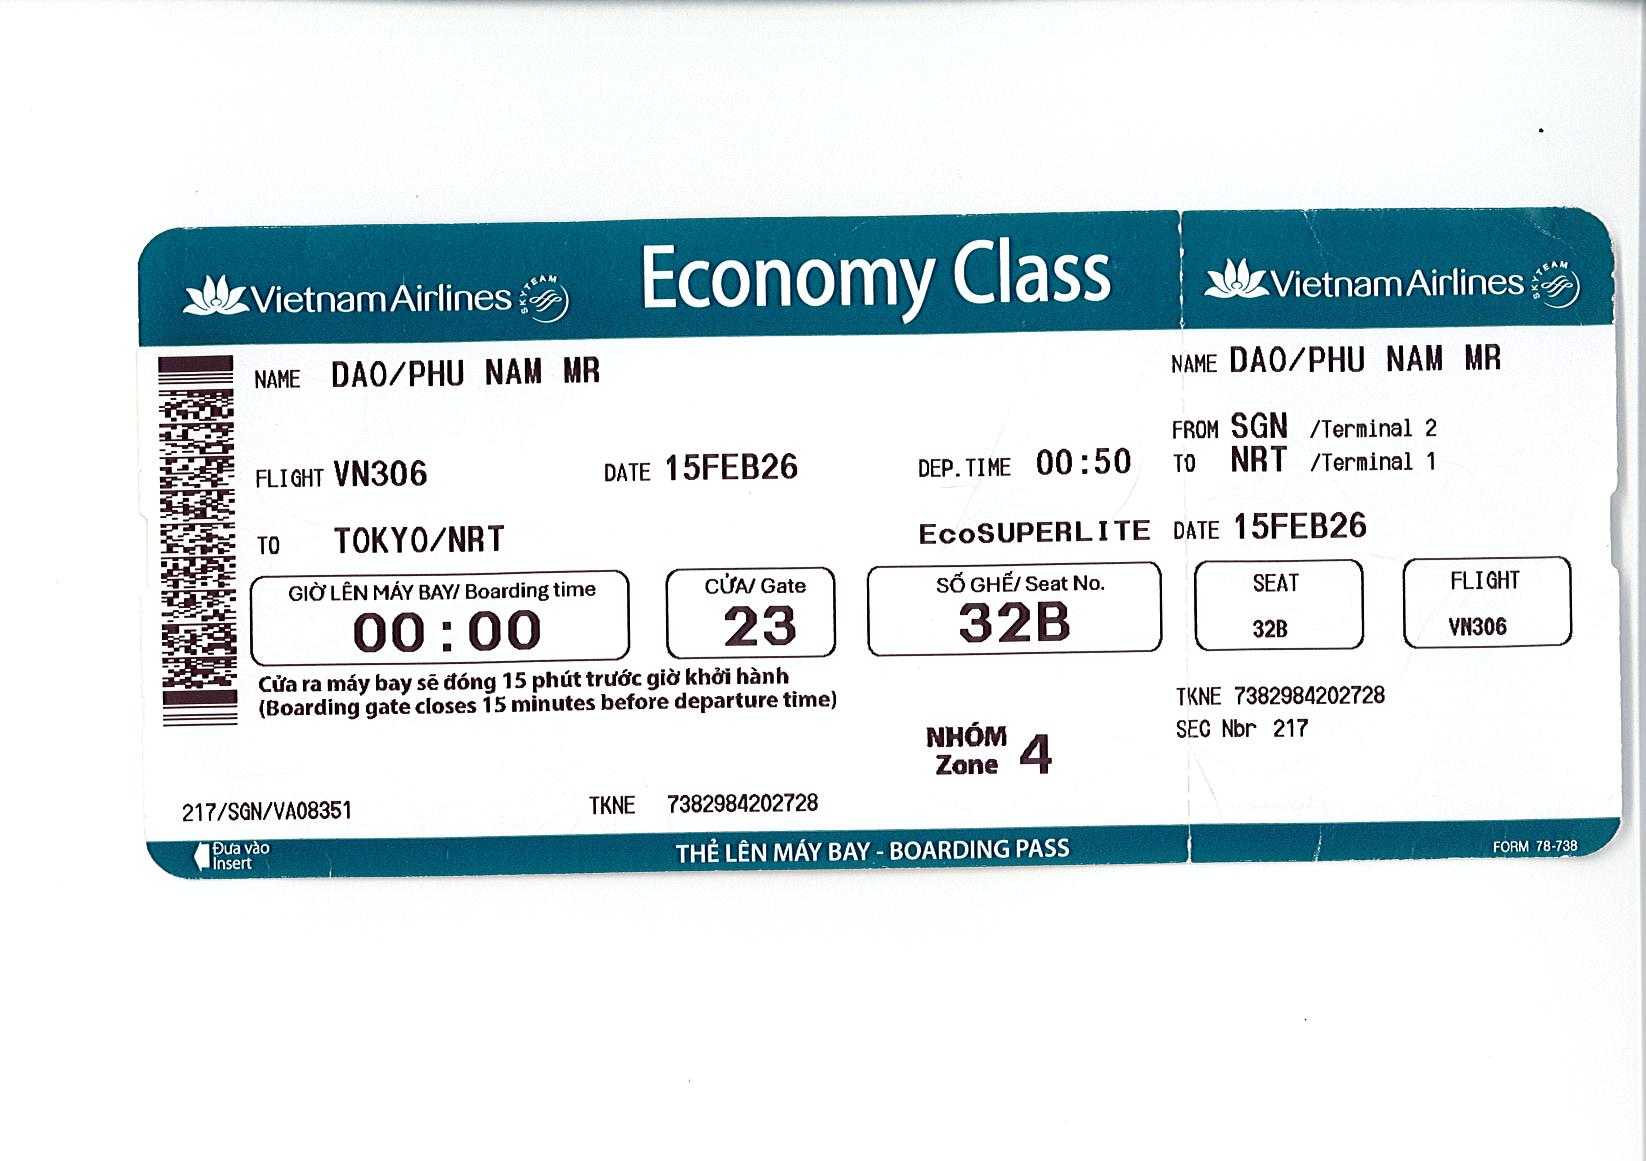 VietnamAirlines SKYTEAM Economy Class VietnamAirlines SKYTEAM
NAME DAO/PHU NAM MR
FLIGHT VN306 DATE 15FEB26 DEP.TIME 00:50
TO TOKYO/NRT EcoSUPERLITE
GIỜ LÊN MÁY BAY/ Boarding time
00:00
CỬA/ Gate
23
SỐ GHẾ/ Seat No.
32B
Cửa ra máy bay sẽ đóng 15 phút trước giờ khởi hành
(Boarding gate closes 15 minutes before departure time)
NHÓM
Zone 4
217/SGN/VA08351 TKNE 7382984202728
Đưa vào
Insert
THẺ LÊN MÁY BAY - BOARDING PASS
NAME DAO/PHU NAM MR
FROM SGN /Terminal 2
TO NRT /Terminal 1
DATE 15FEB26
SEAT
32B
FLIGHT
VN306
TKNE 7382984202728
SEC Nbr 217
FORM 78-738